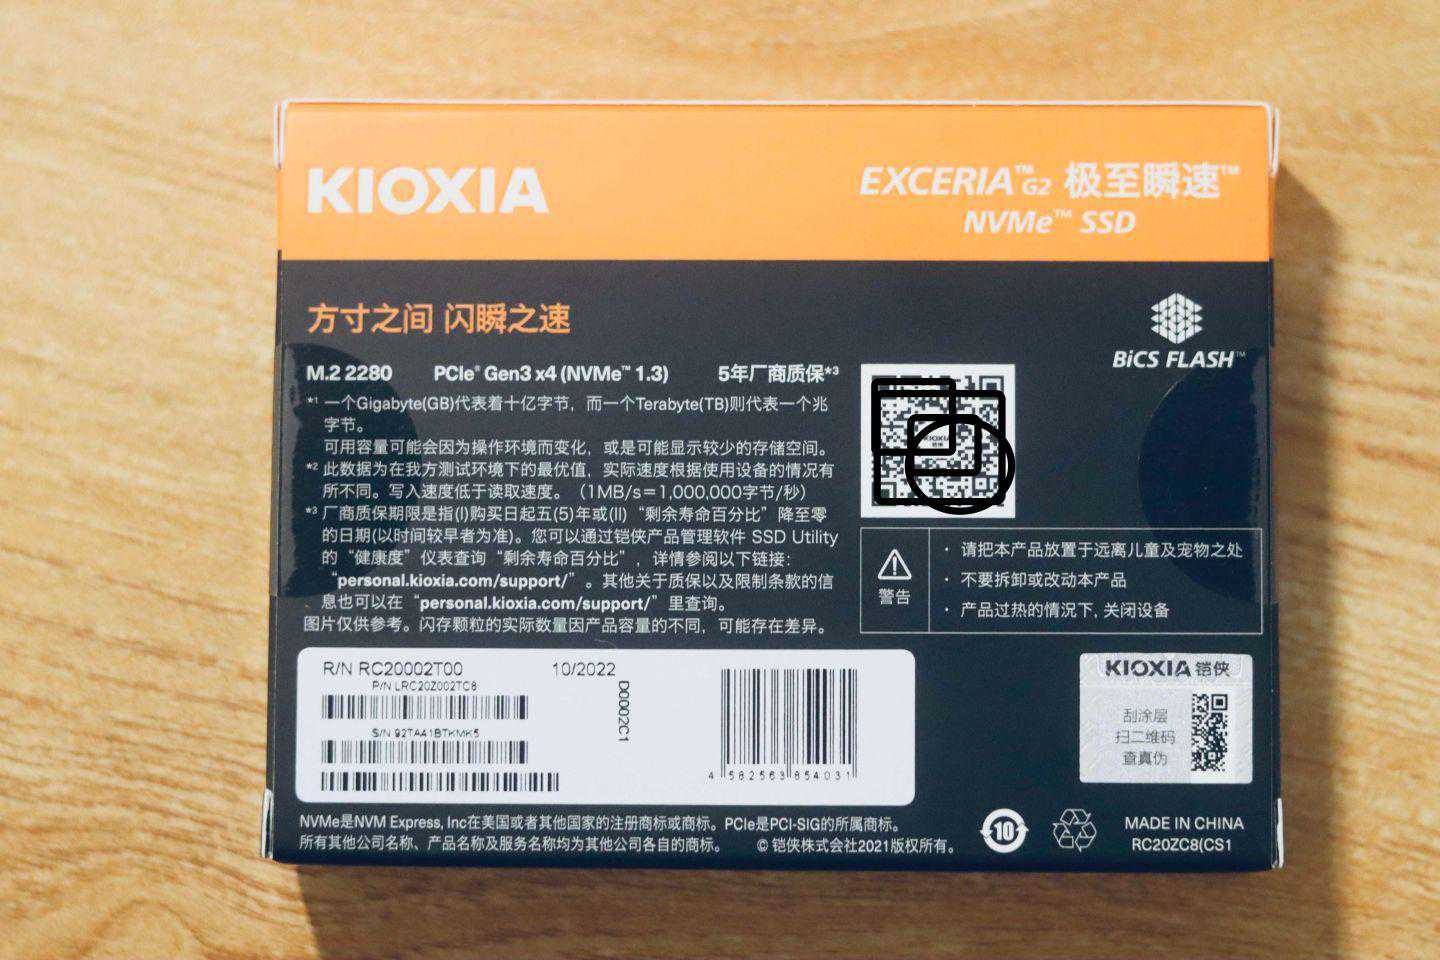 KIOXIA
EXCERIA™ G2 极至瞬速™
NVMe™ SSD
方寸之间 闪瞬之速
BiCS FLASH™
M.2 2280 PCIe® Gen3 x4 (NVMe™ 1.3) 5年厂商质保*3
*1 一个Gigabyte(GB)代表着十亿字节，而一个Terabyte(TB)则代表一个兆
字节。
可用容量可能会因为操作环境而变化，或是可能显示较少的存储空间。
*2 此数据为在我方测试环境下的最优值，实际速度根据使用设备的情况有
所不同。写入速度低于读取速度。（1MB/s＝1,000,000字节/秒）
*3 厂商质保期限是指(I)购买日起五(5)年或(II)“剩余寿命百分比”降至零
的日期(以时间较早者为准)。您可以通过铠侠产品管理软件 SSD Utility
的“健康度”仪表查询“剩余寿命百分比”，详情参阅以下链接：
“personal.kioxia.com/support/”。其他关于质保以及限制条款的信
息也可以在“personal.kioxia.com/support/”里查询。
图片仅供参考。闪存颗粒的实际数量因产品容量的不同，可能存在差异。
KIOXIA
警告
· 请把本产品放置于远离儿童及宠物之处
· 不要拆卸或改动本产品
· 产品过热的情况下, 关闭设备
R/N RC20002T00 10/2022
P/N LRC20Z002TC8
D0002C1
S/N 92TA41BTKMK5
4 582563 854031
KIOXIA 铠侠
刮涂层
扫二维码
查真伪
NVMe是NVM Express, Inc在美国或者其他国家的注册商标或商标。PCIe是PCI-SIG的所属商标。
所有其他公司名称、产品名称及服务名称均为其他公司各自的商标。 © 铠侠株式会社2021版权所有。
10
MADE IN CHINA
RC20ZC8(CS1